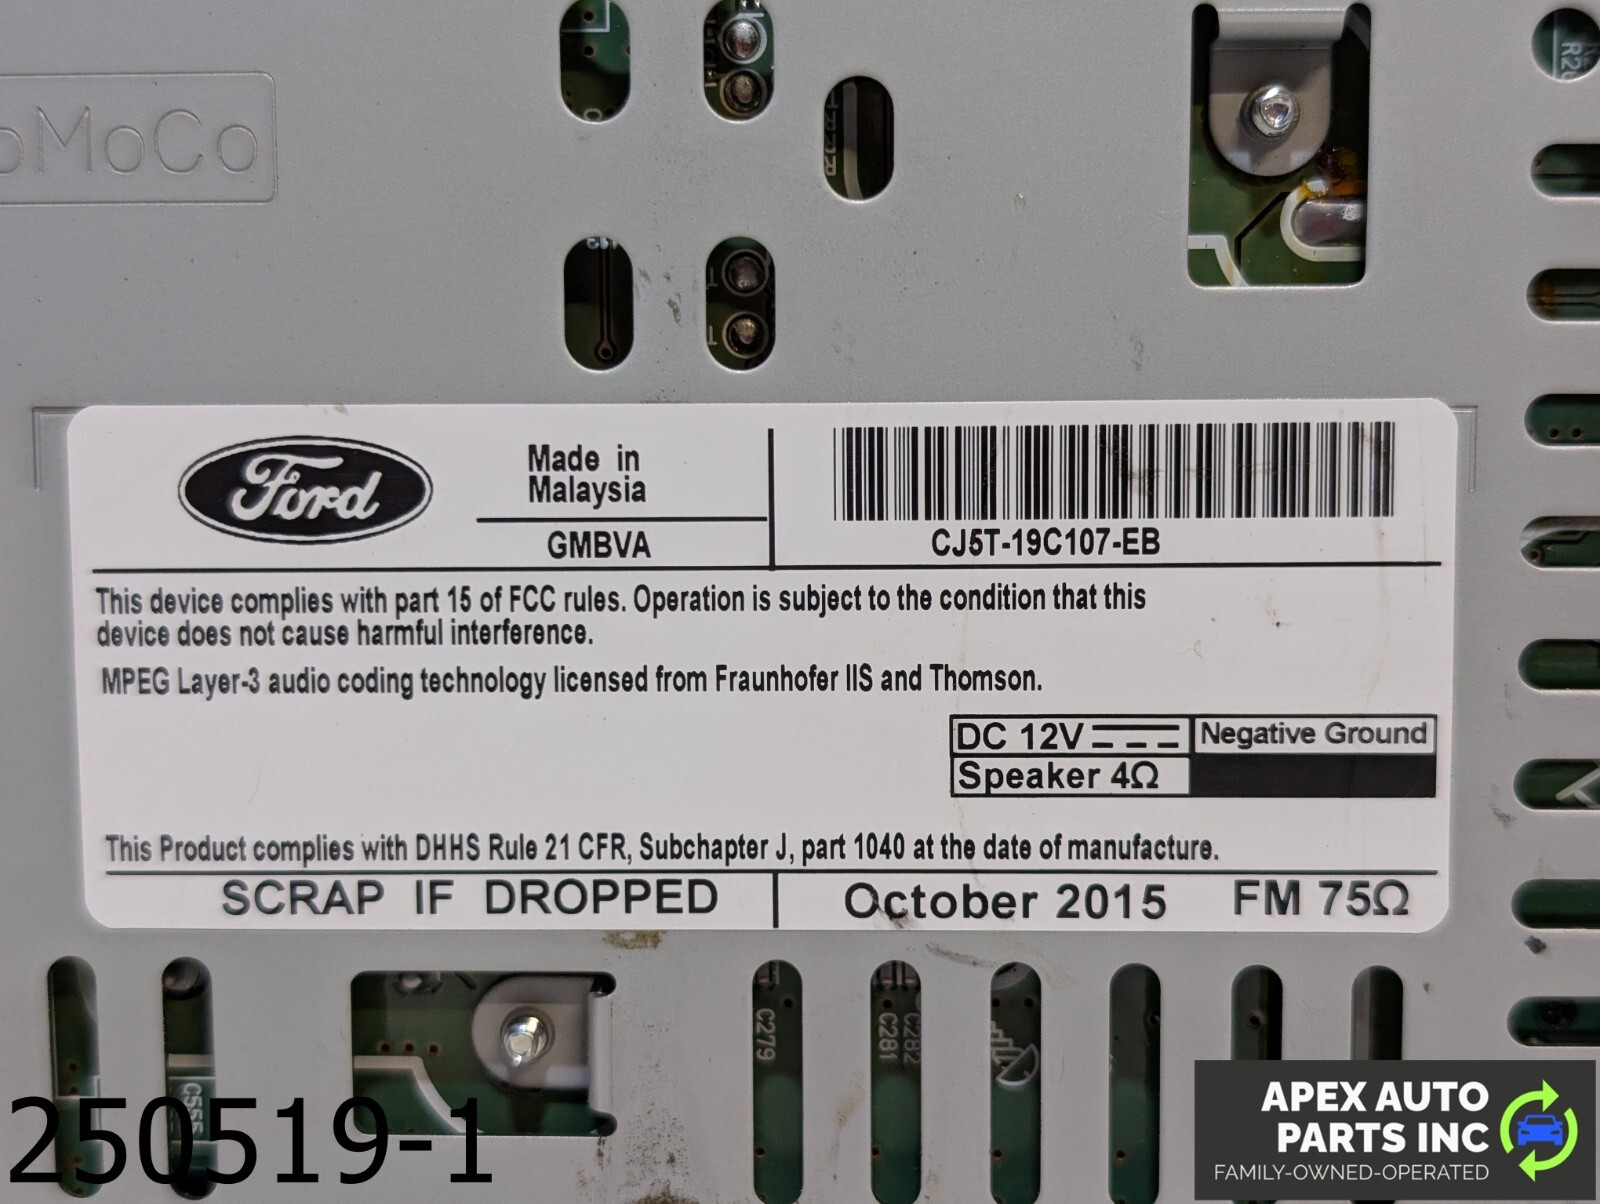 oMoCo
Ford
Made in
Malaysia
GMBVA
CJ5T-19C107-EB
This device complies with part 15 of FCC rules. Operation is subject to the condition that this
device does not cause harmful interference.
MPEG Layer-3 audio coding technology licensed from Fraunhofer IIS and Thomson.
DC 12V
Negative Ground
Speaker 4Ω
This Product complies with DHHS Rule 21 CFR, Subchapter J, part 1040 at the date of manufacture.
SCRAP IF DROPPED
October 2015
FM 75Ω
C279
C281
C282
250519-1
APEX AUTO
PARTS INC
FAMILY-OWNED-OPERATED